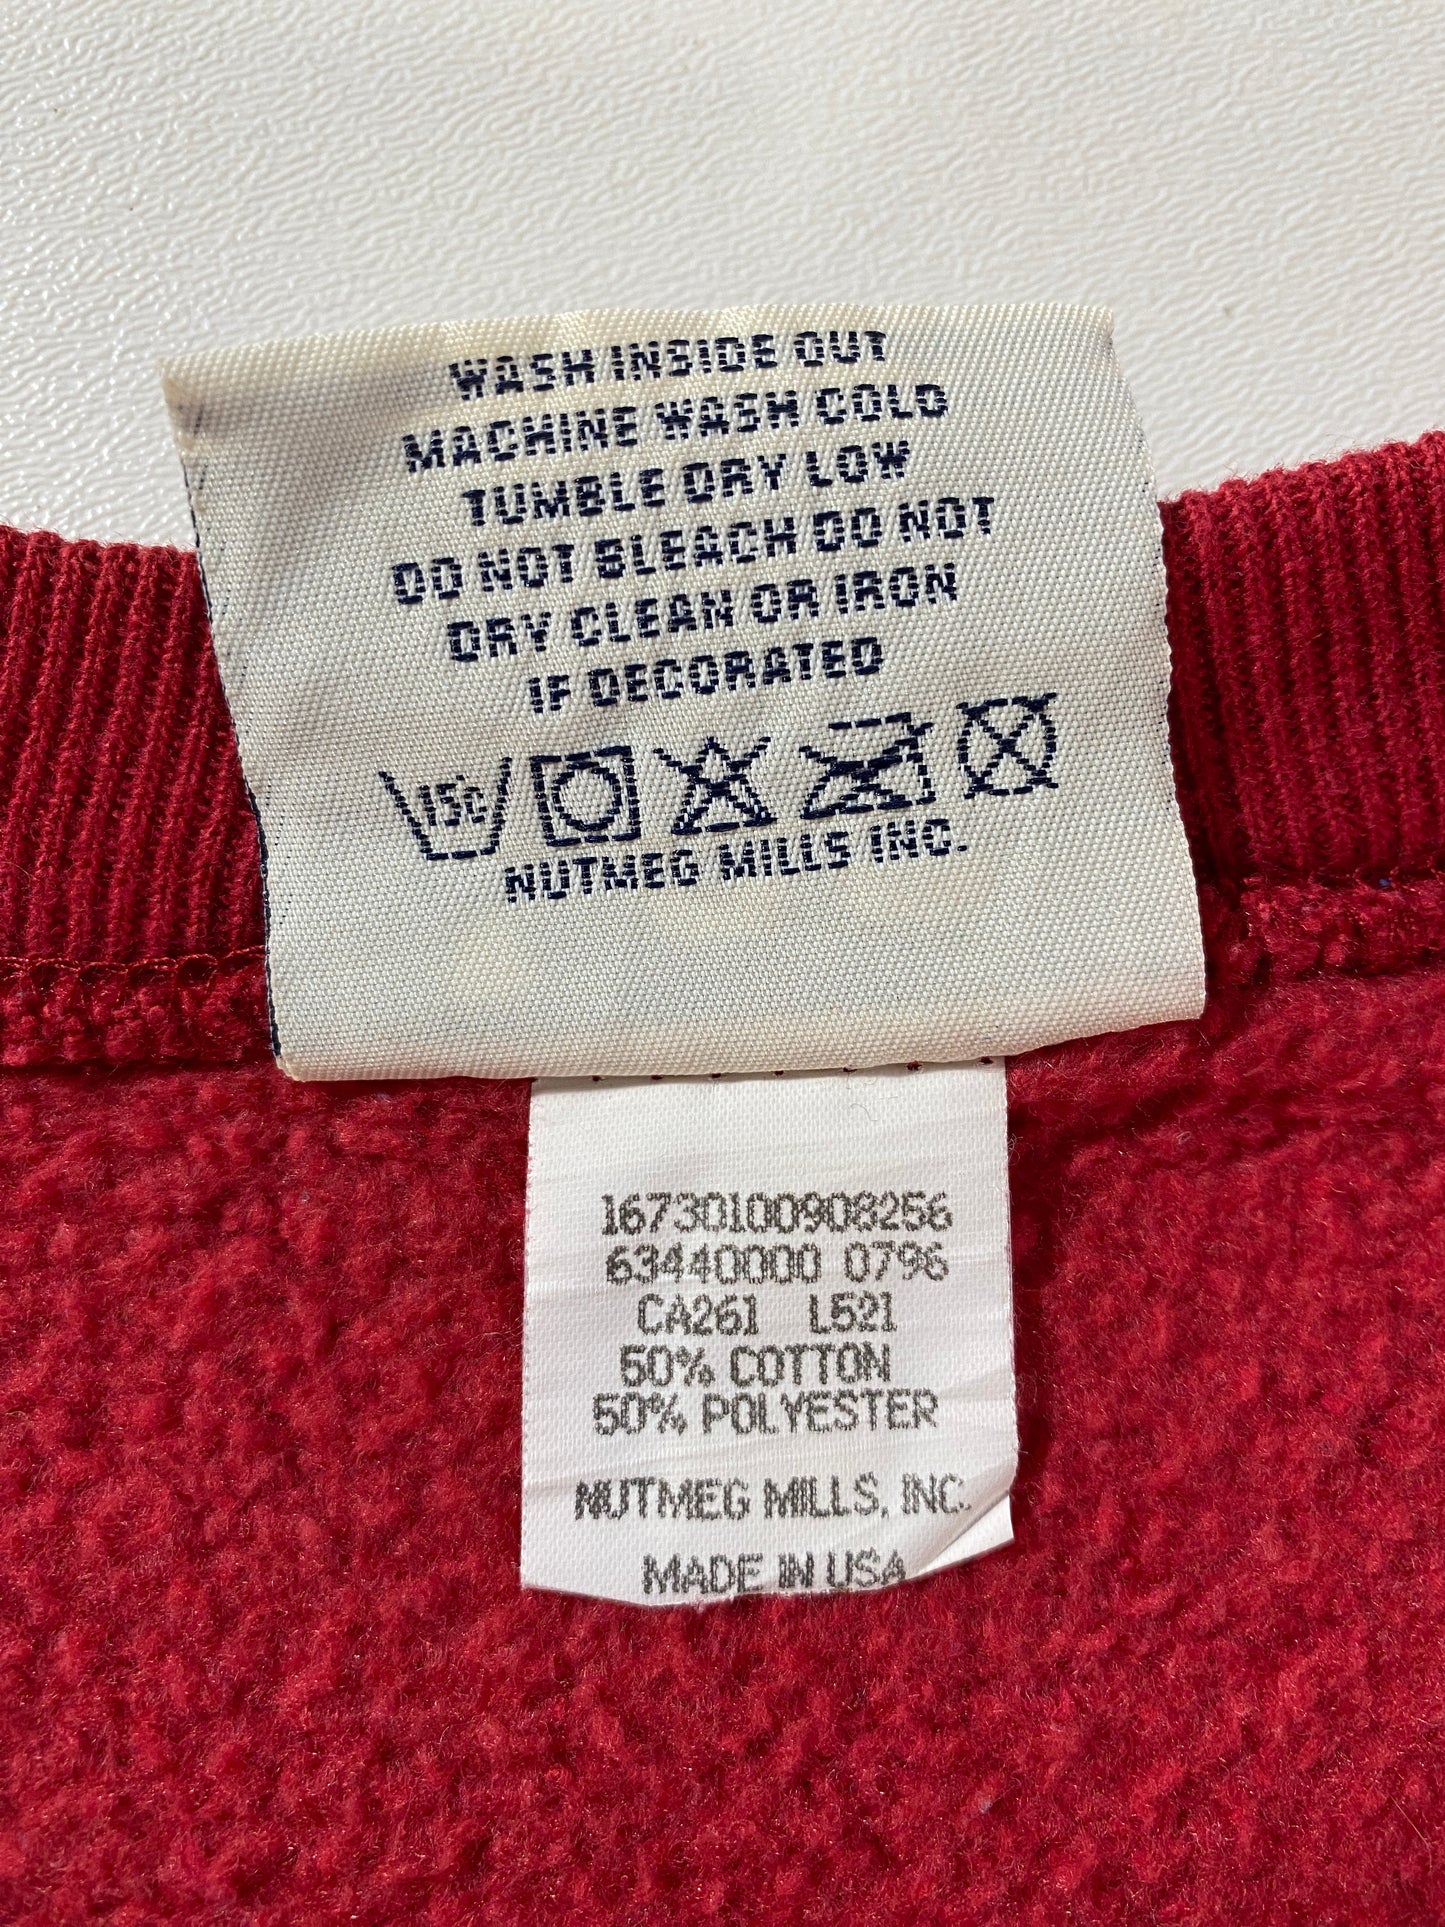 WASH INSIDE OUT
MACHINE WASH COLD
TUMBLE DRY LOW
DO NOT BLEACH DO NOT
DRY CLEAN OR IRON
IF DECORATED
15c
NUTMEG MILLS INC.
16730100908256
63440000 0796
CA261 L521
50% COTTON
50% POLYESTER
NUTMEG MILLS, INC.
MADE IN USA